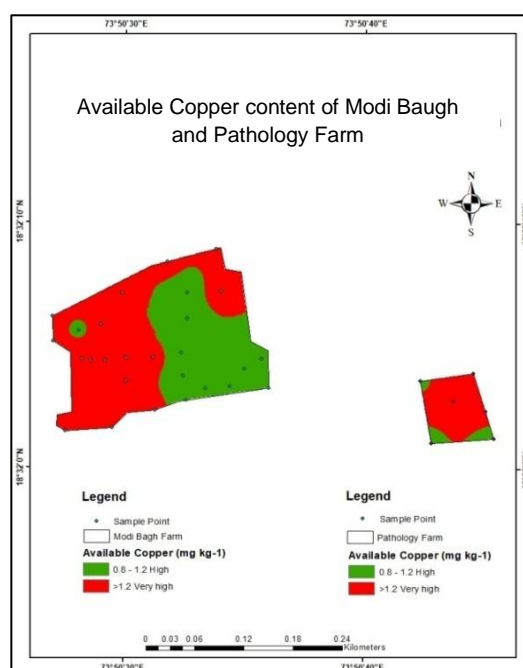 73°50'30"E 73°50'40"E
Available Copper content of Modi Baugh
and Pathology Farm
N
W E
S
18°32'10"N
18°32'0"N
Legend
Sample Point
Modi Bagh Farm
Available Copper (mg kg-1)
0.8 - 1.2 High
>1.2 Very high
Legend
Sample Point
Pathology Farm
Available Copper (mg kg-1)
0.8 - 1.2 High
>1.2 Very high
0 0.03 0.06 0.12 0.18 0.24
Kilometers
73°50'30"E 73°50'40"E